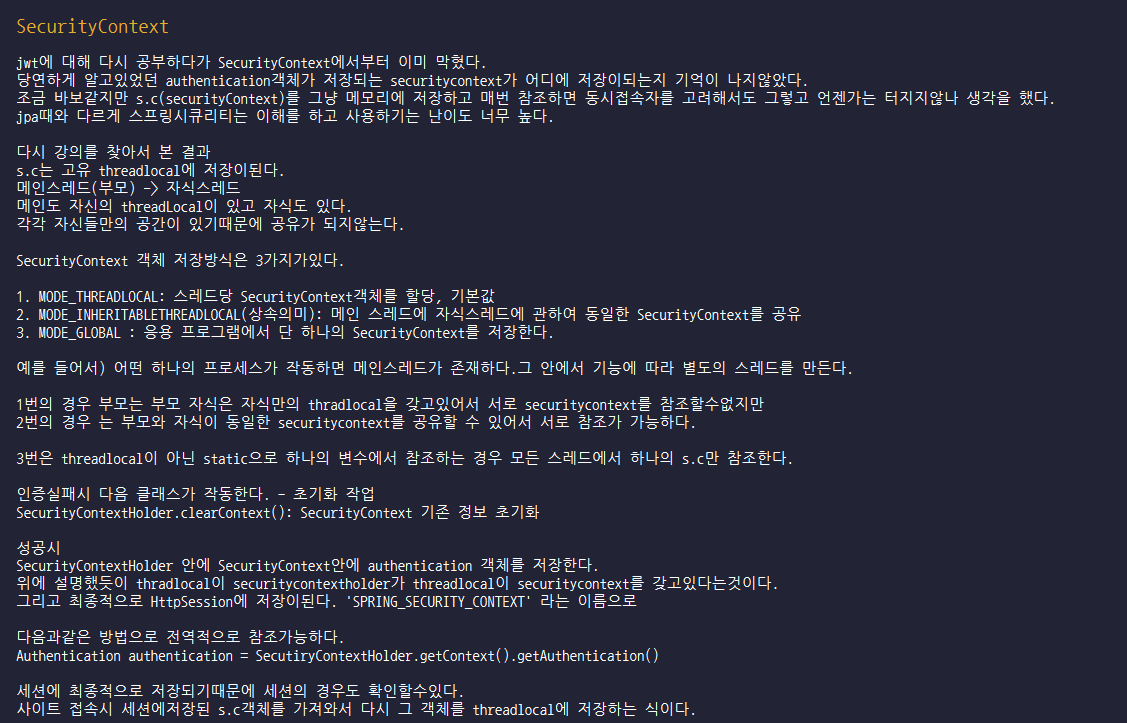 SecurityContext
jwt에 대해 다시 공부하다가 SecurityContext에서부터 이미 막혔다.
당연하게 알고있었던 authentication객체가 저장되는 securitycontext가 어디에 저장이되는지 기억이 나지않았다.
조금 바보같지만 s.c(securityContext)를 그냥 메모리에 저장하고 매번 참조하면 동시접속자를 고려해서도 그렇고 언젠가는 터지지않나 생각을 했다.
jpa때와 다르게 스프링시큐리티는 이해를 하고 사용하기는 난이도 너무 높다.
다시 강의를 찾아서 본 결과
s.c는 고유 threadlocal에 저장이된다.
메인스레드(부모) -> 자식스레드
메인도 자신의 threadLocal이 있고 자식도 있다.
각각 자신들만의 공간이 있기때문에 공유가 되지않는다.
SecurityContext 객체 저장방식은 3가지가있다.
1. MODE_THREADLOCAL: 스레드당 SecurityContext객체를 할당, 기본값
2. MODE_INHERITABLETHREADLOCAL(상속의미): 메인 스레드에 자식스레드에 관하여 동일한 SecurityContext를 공유
3. MODE_GLOBAL : 응용 프로그램에서 단 하나의 SecurityContext를 저장한다.
예를 들어서) 어떤 하나의 프로세스가 작동하면 메인스레드가 존재하다.그 안에서 기능에 따라 별도의 스레드를 만든다.
1번의 경우 부모는 부모 자식은 자식만의 thradlocal을 갖고있어서 서로 securitycontext를 참조할수없지만
2번의 경우 는 부모와 자식이 동일한 securitycontext를 공유할 수 있어서 서로 참조가 가능하다.
3번은 threadlocal이 아닌 static으로 하나의 변수에서 참조하는 경우 모든 스레드에서 하나의 s.c만 참조한다.
인증실패시 다음 클래스가 작동한다. - 초기화 작업
SecurityContextHolder.clearContext(): SecurityContext 기존 정보 초기화
성공시
SecurityContextHolder 안에 SecurityContext안에 authentication 객체를 저장한다.
위에 설명했듯이 thradlocal이 securitycontextholder가 threadlocal이 securitycontext를 갖고있다는것이다.
그리고 최종적으로 HttpSession에 저장이된다. 'SPRING_SECURITY_CONTEXT' 라는 이름으로
다음과같은 방법으로 전역적으로 참조가능하다.
Authentication authentication = SecutiryContextHolder.getContext().getAuthentication()
세션에 최종적으로 저장되기때문에 세션의 경우도 확인할수있다.
사이트 접속시 세션에저장된 s.c객체를 가져와서 다시 그 객체를 threadlocal에 저장하는 식이다.